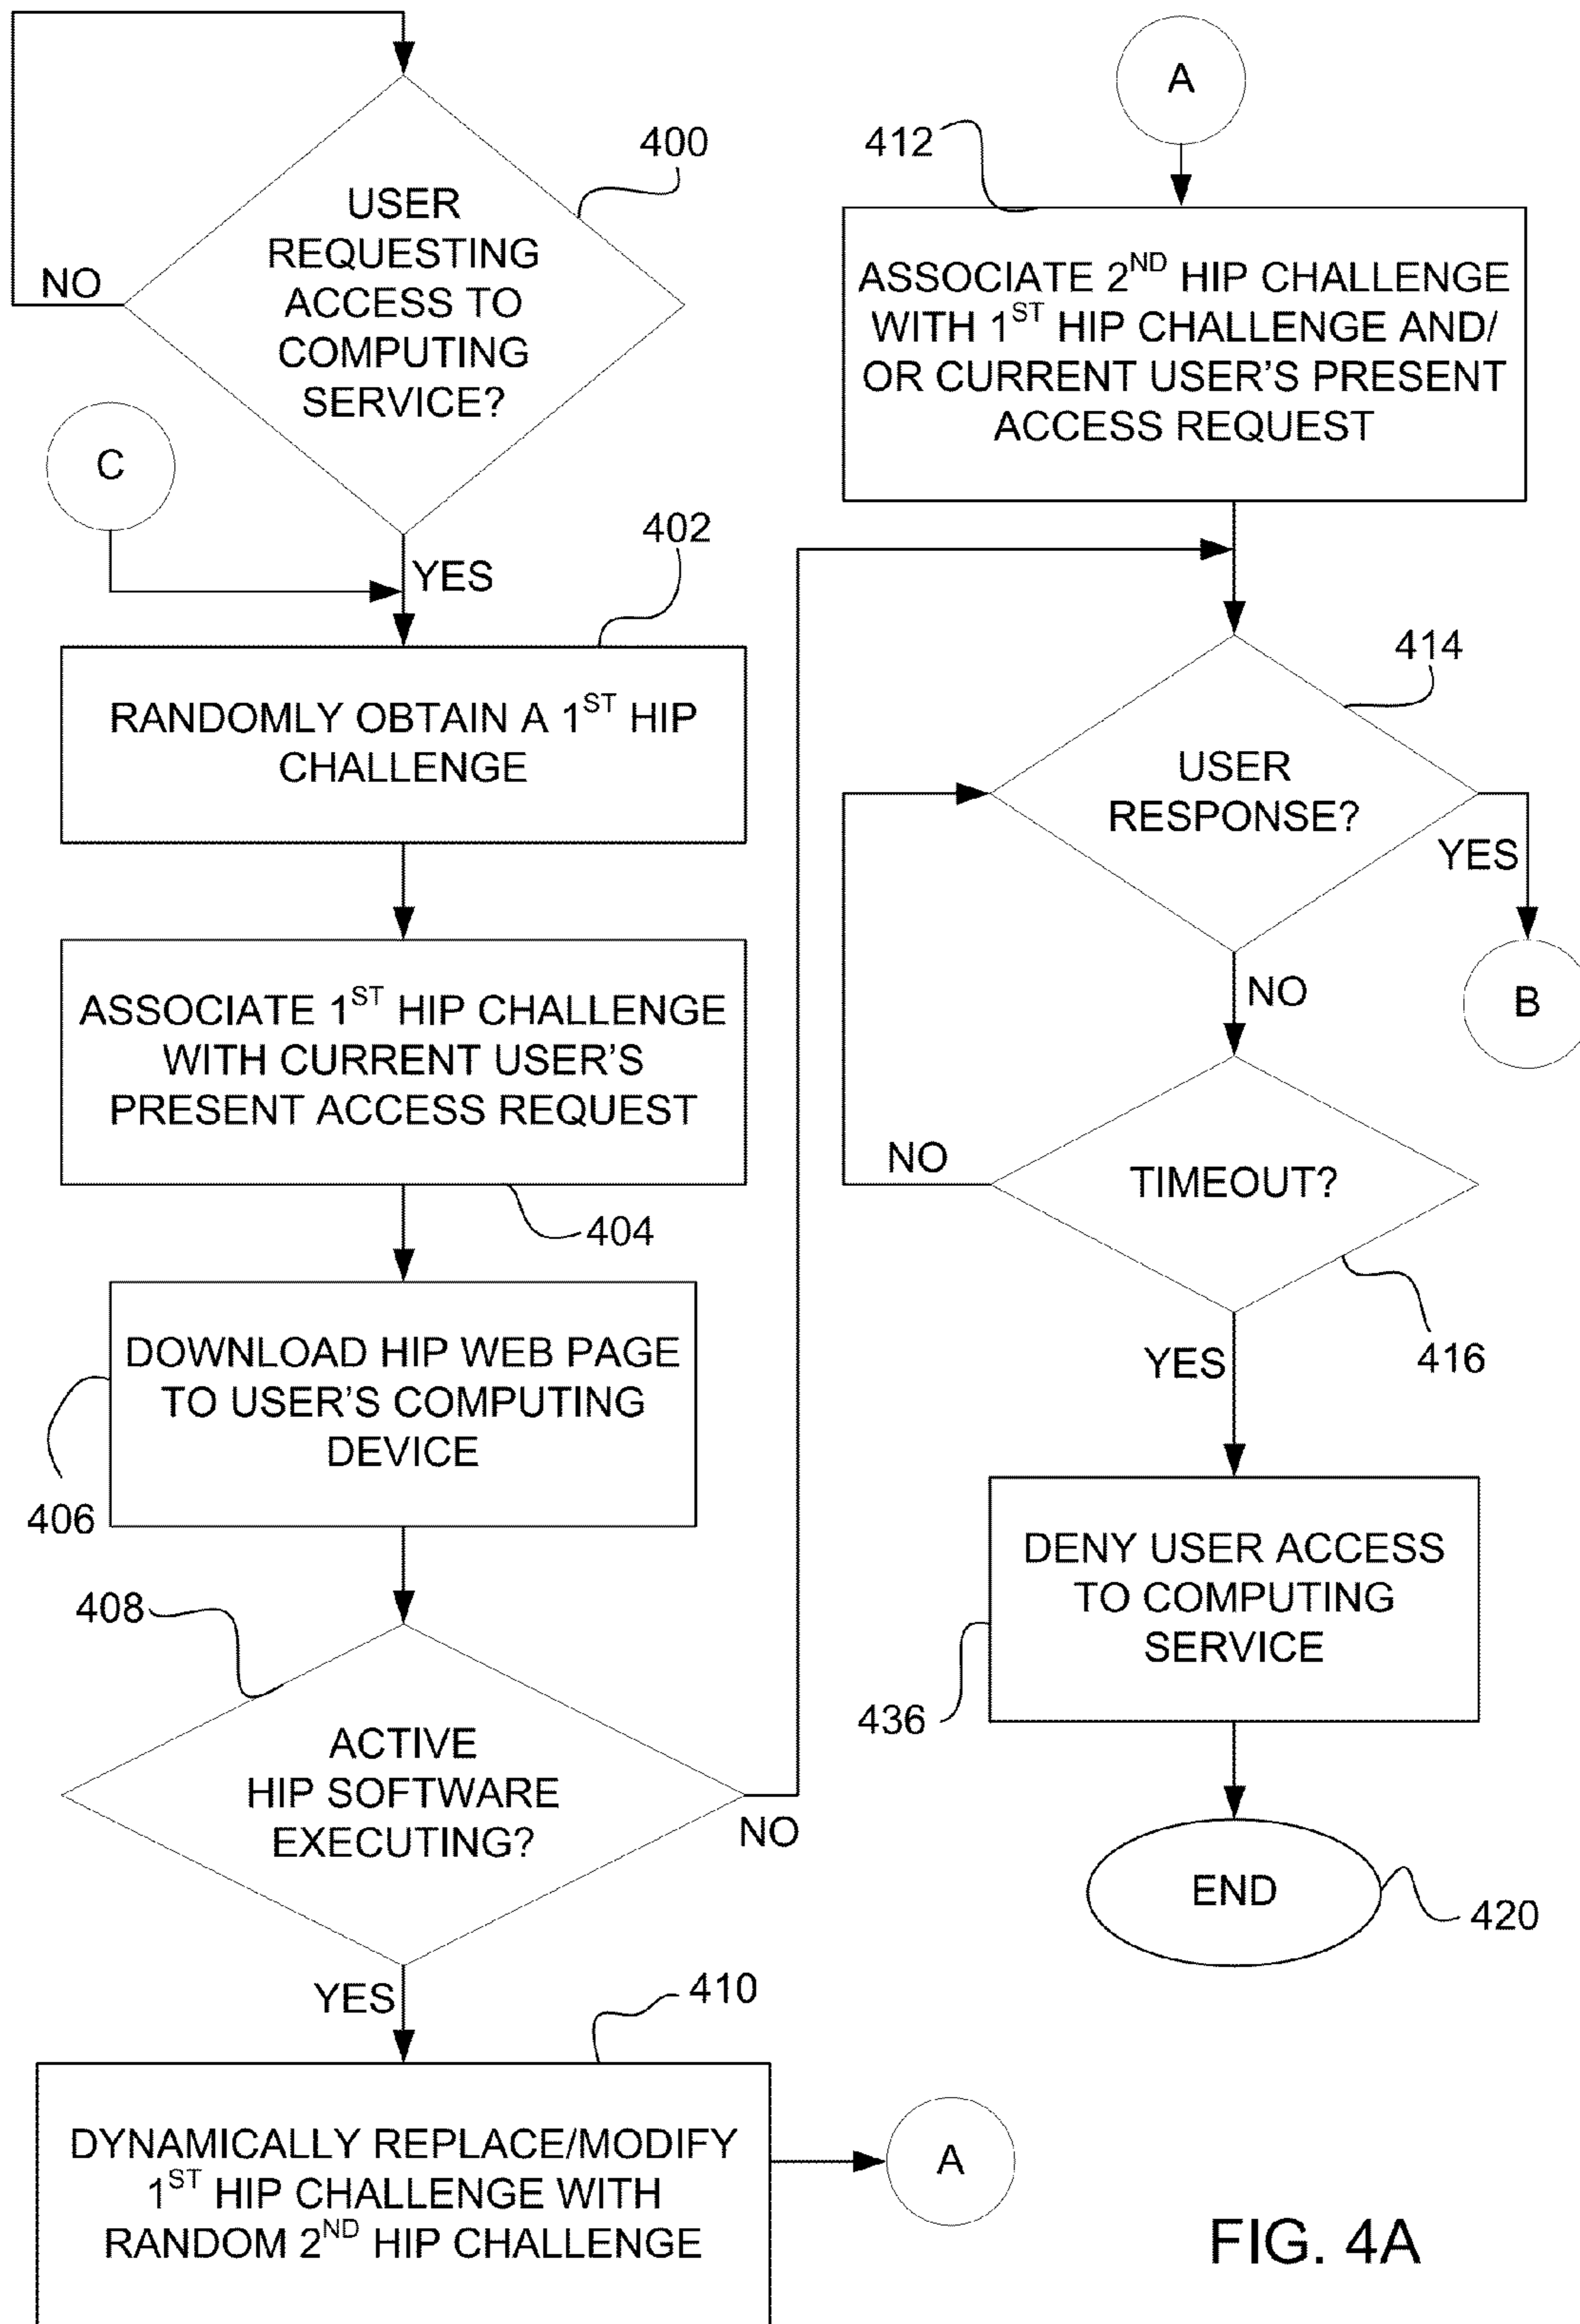 400
USER
REQUESTING
ACCESS TO
COMPUTING
SERVICE?
NO
C
YES
402
RANDOMLY OBTAIN A 1ST HIP
CHALLENGE
ASSOCIATE 1ST HIP CHALLENGE
WITH CURRENT USER'S
PRESENT ACCESS REQUEST
404
DOWNLOAD HIP WEB PAGE
TO USER'S COMPUTING
DEVICE
406
408
ACTIVE
HIP SOFTWARE
EXECUTING?
NO
YES
410
DYNAMICALLY REPLACE/MODIFY
1ST HIP CHALLENGE WITH
RANDOM 2ND HIP CHALLENGE
A
A
412
ASSOCIATE 2ND HIP CHALLENGE
WITH 1ST HIP CHALLENGE AND/
OR CURRENT USER'S PRESENT
ACCESS REQUEST
414
USER
RESPONSE?
YES
B
NO
TIMEOUT?
NO
416
YES
DENY USER ACCESS
TO COMPUTING
SERVICE
436
END
420
FIG. 4A